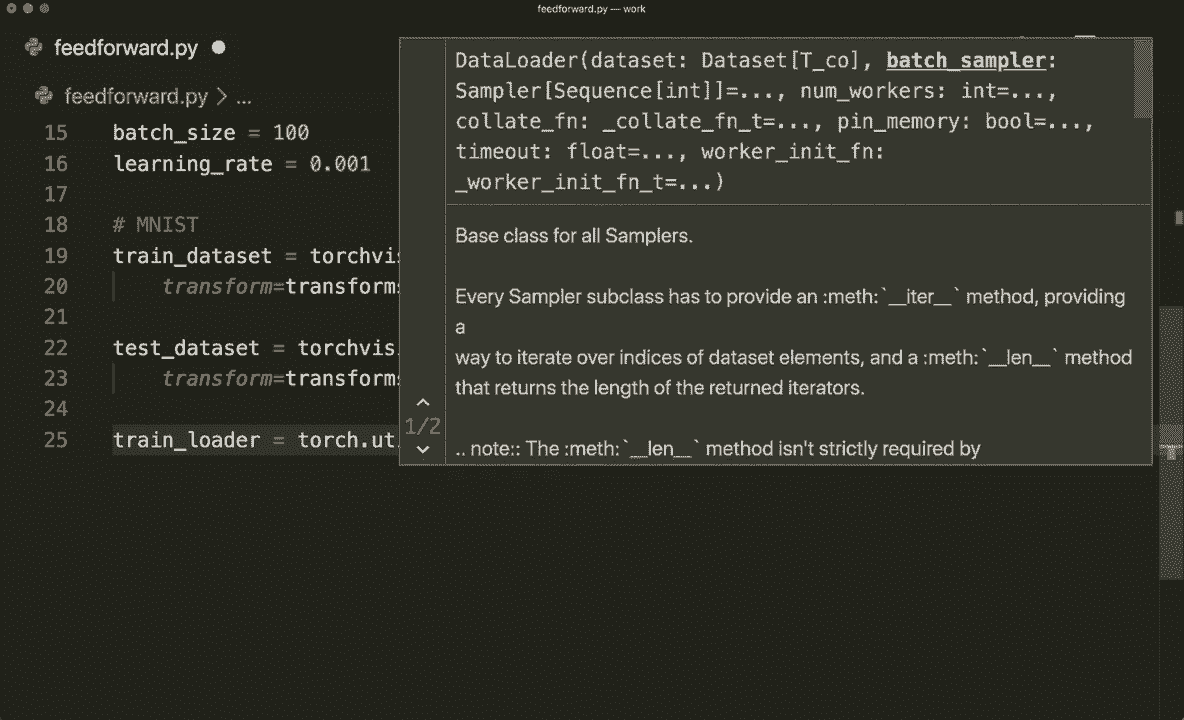 feedforward.py — work
feedforward.py
feedforward.py > ...
15 batch_size = 100
16 learning_rate = 0.001
17
18 # MNIST
19 train_dataset = torchvis
20 transform=transforms
21
22 test_dataset = torchvis
23 transform=transforms
24
25 train_loader = torch.ut
DataLoader(dataset: Dataset[T_co], batch_sampler:
Sampler[Sequence[int]]=..., num_workers: int=...,
collate_fn: _collate_fn_t=..., pin_memory: bool=...,
timeout: float=..., worker_init_fn:
_worker_init_fn_t=...)
Base class for all Samplers.
Every Sampler subclass has to provide an :meth:`__iter__` method, providing
a
way to iterate over indices of dataset elements, and a :meth:`__len__` method
that returns the length of the returned iterators.
.. note:: The :meth:`__len__` method isn't strictly required by
1/2